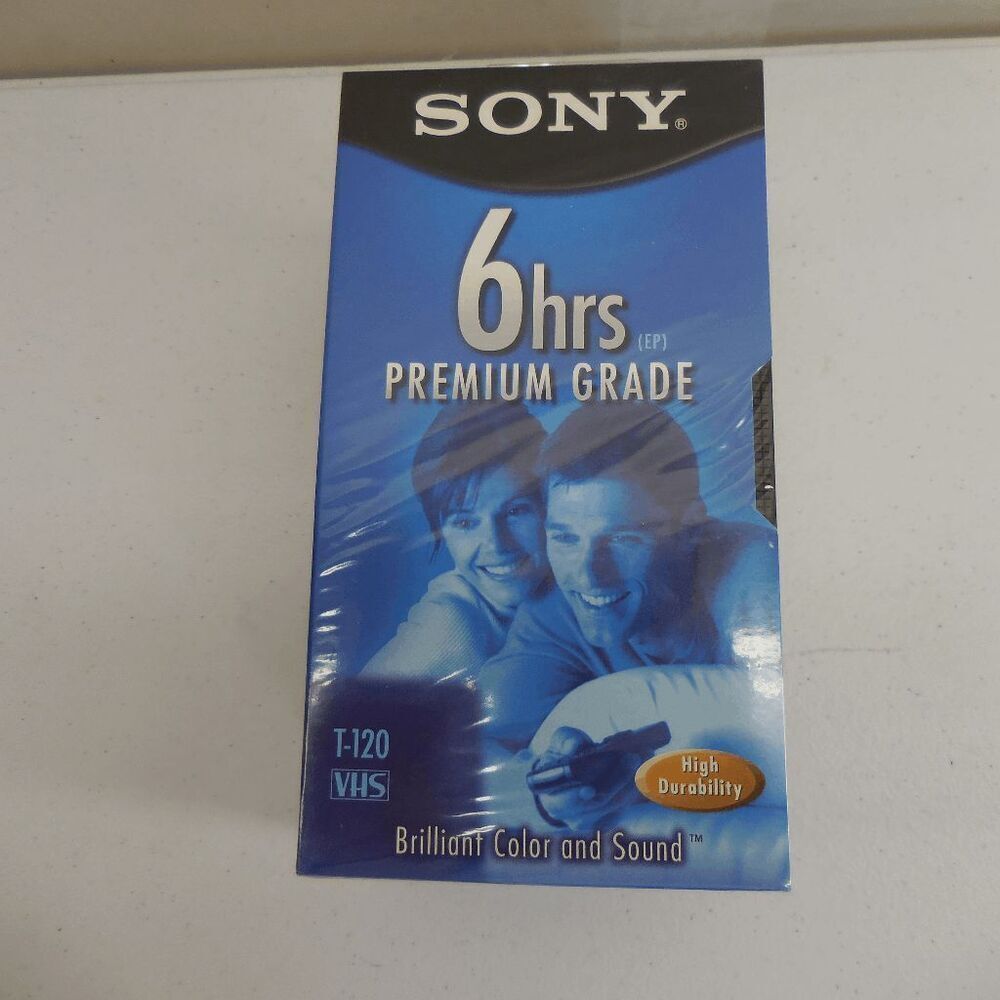 SONY®
6hrs (EP)
PREMIUM GRADE
T-120
VHS
High
Durability
Brilliant Color and Sound™